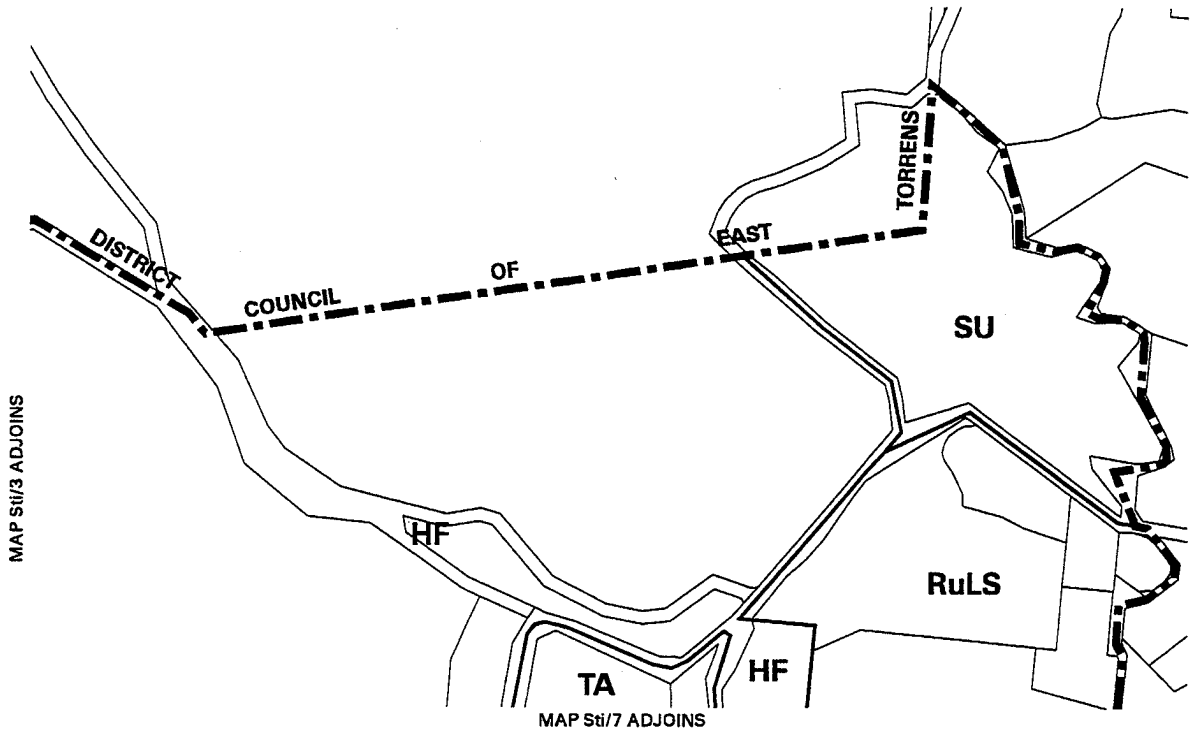 TORRENS
EAST
DISTRICT
OF
COUNCIL
SU
MAP Sti/3 ADJOINS
HF
RuLS
HF
TA
MAP Sti/7 ADJOINS